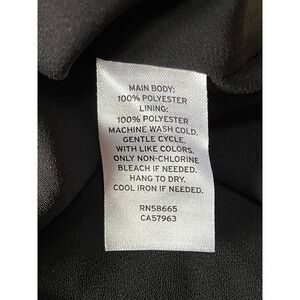 MAIN BODY:
100% POLYESTER
LINING:
100% POLYESTER
MACHINE WASH COLD,
GENTLE CYCLE,
WITH LIKE COLORS,
ONLY NON-CHLORINE
BLEACH IF NEEDED.
HANG TO DRY,
COOL IRON IF NEEDED.
RN58665
CA57963